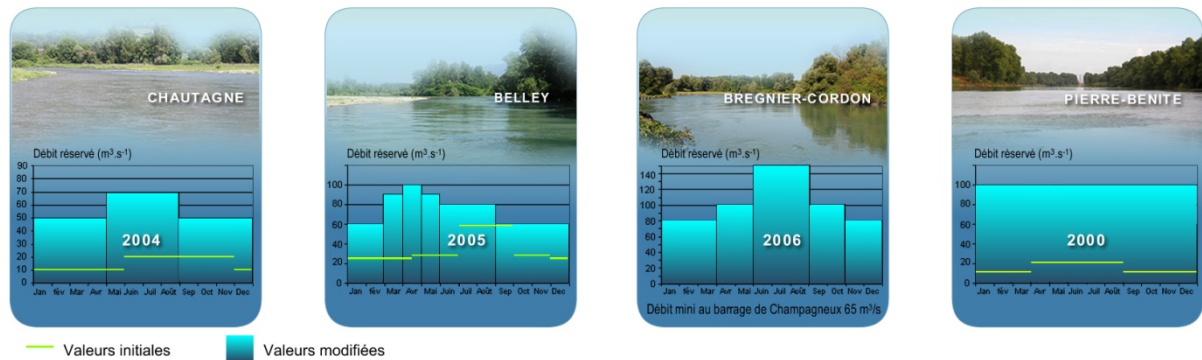 CHAUTAGNE
Débit réservé (m³.s⁻¹)
90
80
70
60
50
40
30
20
10
0
2004
Jan fév Mar Avr Mai Juin Juil Août Sep Oct Nov Dec
BELLEY
Débit réservé (m³.s⁻¹)
100
80
60
40
20
0
2005
Jan fév Mar Avr Mai Juin Juil Août Sep Oct Nov Dec
BREGNIER-CORDON
Débit réservé (m³.s⁻¹)
140
120
100
80
60
50
40
20
0
2006
Jan fév Mar Avr Mai Juin Juil Août Sep Oct Nov Dec
Débit mini au barrage de Champagneux 65 m³/s
PIERRE-BENITE
Débit réservé (m³.s⁻¹)
100
80
60
40
20
0
2000
Jan fév Mar Avr Mai Juin Juil Août Sep Oct Nov Dec
Valeurs initiales
Valeurs modifiées